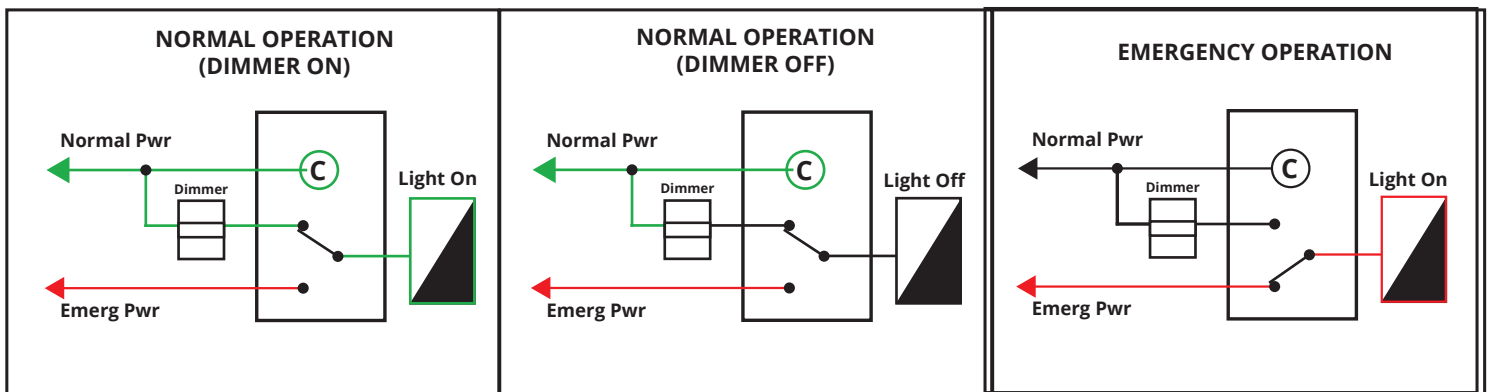 NORMAL OPERATION
(DIMMER ON)
Normal Pwr
C
Dimmer
Light On
Emerg Pwr
NORMAL OPERATION
(DIMMER OFF)
Normal Pwr
C
Dimmer
Light Off
Emerg Pwr
EMERGENCY OPERATION
Normal Pwr
C
Dimmer
Light On
Emerg Pwr